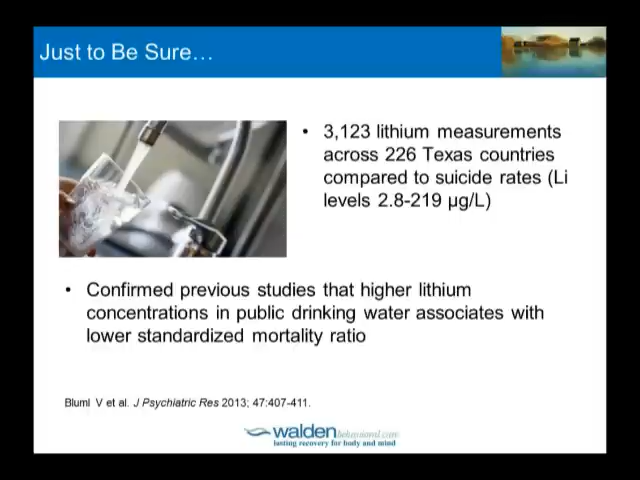 Just to Be Sure…
• 3,123 lithium measurements
across 226 Texas countries
compared to suicide rates (Li
levels 2.8-219 µg/L)
• Confirmed previous studies that higher lithium
concentrations in public drinking water associates with
lower standardized mortality ratio
Bluml V et al. J Psychiatric Res 2013; 47:407-411.
walden behavioral care
lasting recovery for body and mind